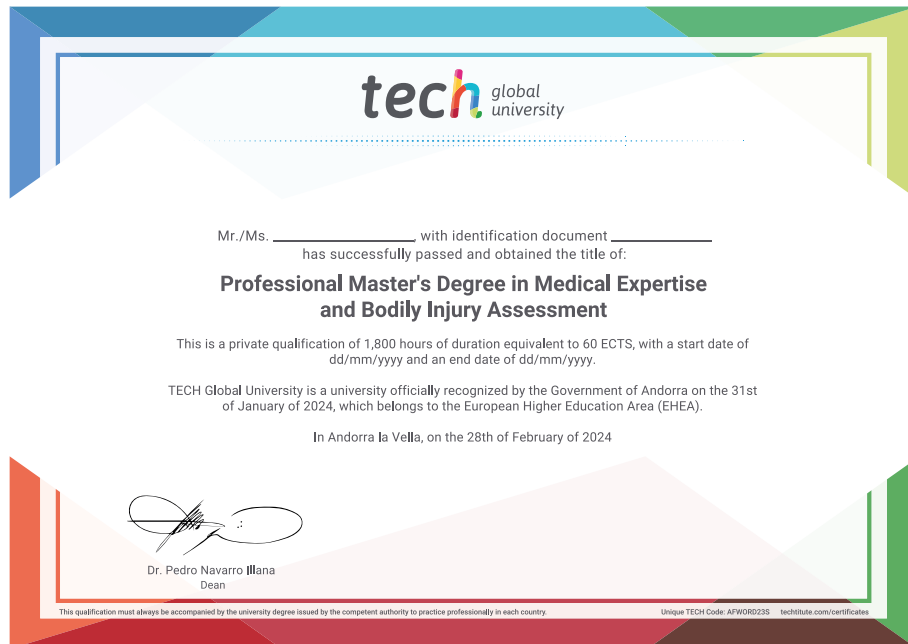 tech global university
Mr./Ms. ____________, with identification document ____________
has successfully passed and obtained the title of:
Professional Master's Degree in Medical Expertise
and Bodily Injury Assessment
This is a private qualification of 1,800 hours of duration equivalent to 60 ECTS, with a start date of
dd/mm/yyyy and an end date of dd/mm/yyyy.
TECH Global University is a university officially recognized by the Government of Andorra on the 31st
of January of 2024, which belongs to the European Higher Education Area (EHEA).
In Andorra la Vella, on the 28th of February of 2024
Dr. Pedro Navarro Illana
Dean
This qualification must always be accompanied by the university degree issued by the competent authority to practice professionally in each country.
Unique TECH Code: AFWORD23S techtitute.com/certificates